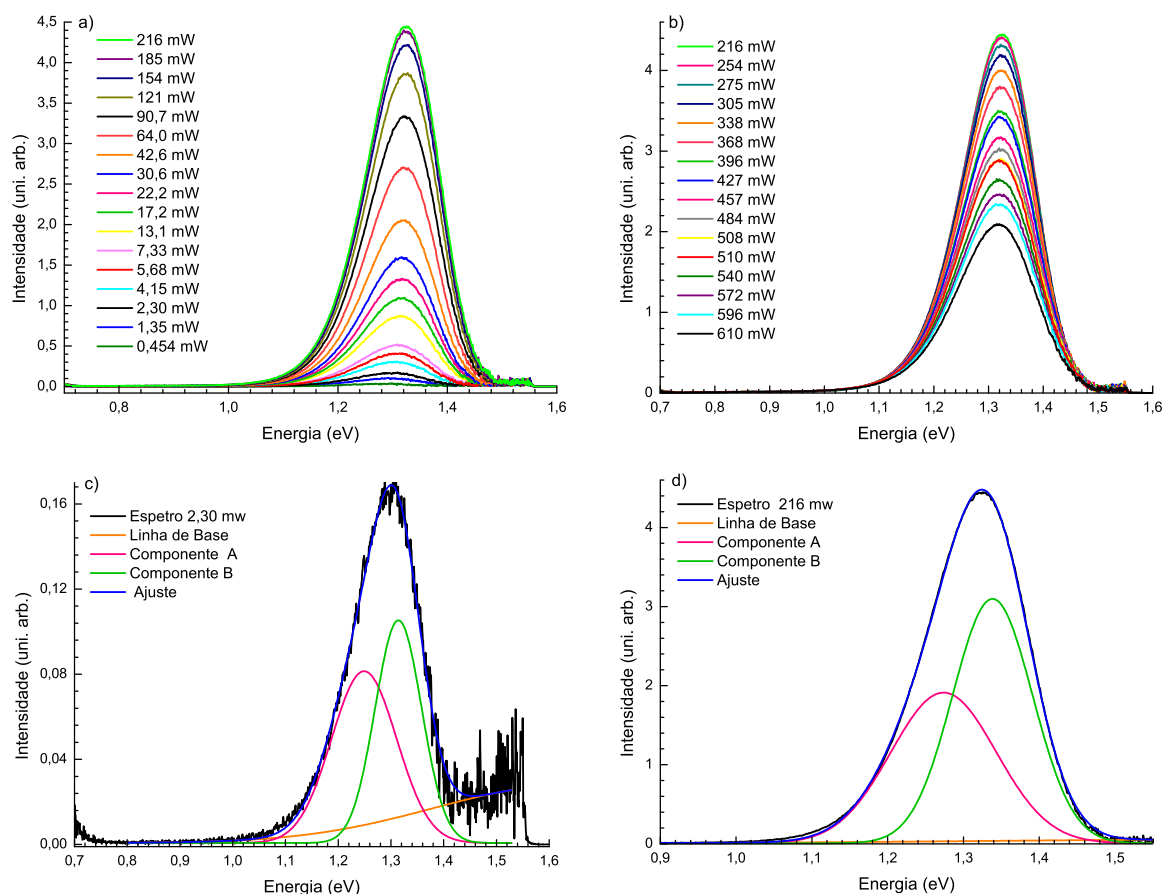 a)
Intensidade (uni. arb.)
4,5
4,0
3,5
3,0
2,5
2,0
1,5
1,0
0,5
0,0
216 mW
185 mW
154 mW
121 mW
90,7 mW
64,0 mW
42,6 mW
30,6 mW
22,2 mW
17,2 mW
13,1 mW
7,33 mW
5,68 mW
4,15 mW
2,30 mW
1,35 mW
0,454 mW
0,8 1,0 1,2 1,4 1,6
Energia (eV)
b)
Intensidade (uni. arb.)
4
3
2
1
0
216 mW
254 mW
275 mW
305 mW
338 mW
368 mW
396 mW
427 mW
457 mW
484 mW
508 mW
510 mW
540 mW
572 mW
596 mW
610 mW
0,7 0,8 0,9 1,0 1,1 1,2 1,3 1,4 1,5 1,6
Energia (eV)
c)
Intensidade (uni. arb.)
0,16
0,12
0,08
0,04
0,00
Espetro 2,30 mw
Linha de Base
Componente A
Componente B
Ajuste
0,7 0,8 0,9 1,0 1,1 1,2 1,3 1,4 1,5 1,6
Energia (eV)
d)
Intensidade (uni. arb.)
4
3
2
1
0
Espetro 216 mw
Linha de Base
Componente A
Componente B
Ajuste
0,9 1,0 1,1 1,2 1,3 1,4 1,5
Energia (eV)